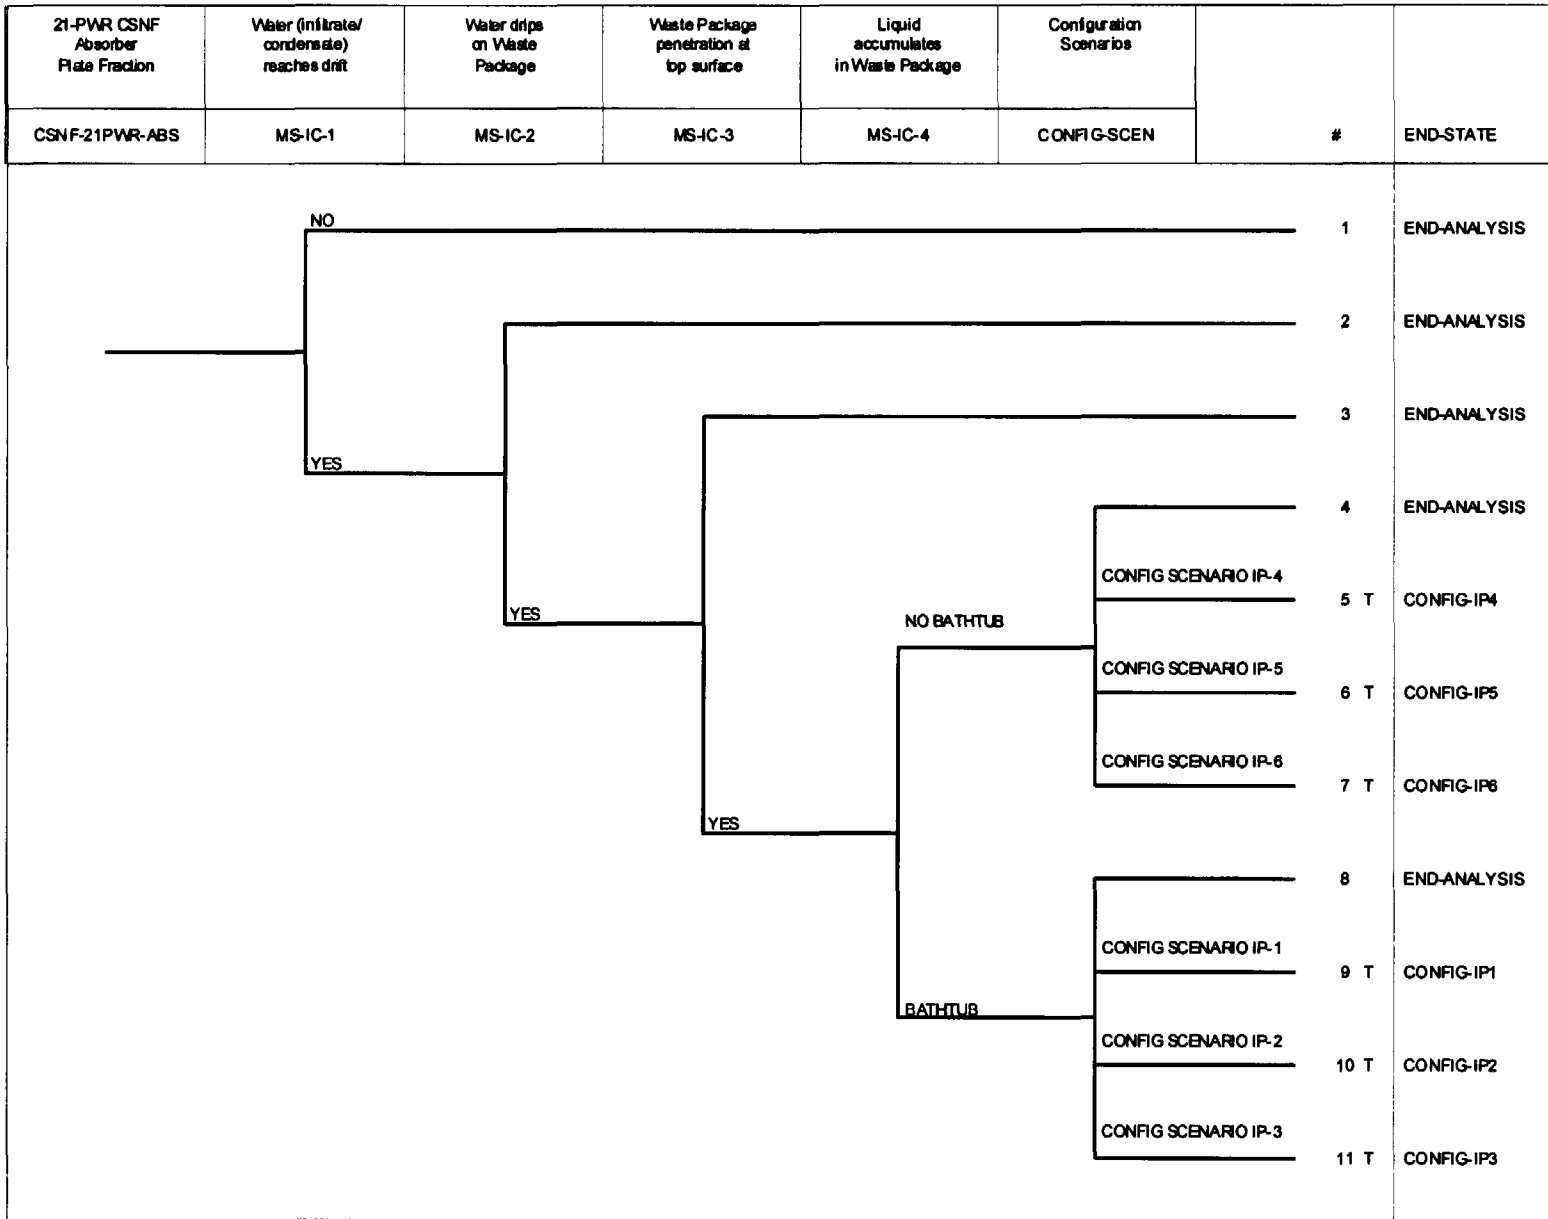 21-PWR CSNF
Absorber
Plate Fraction
Water (infiltrate/
condensate)
reaches drift
Water drips
on Waste
Package
Waste Package
penetration at
top surface
Liquid
accumulates
in Waste Package
Configuration
Scenarios
CSNF-21PWR-ABS
MS-IC-1
MS-IC-2
MS-IC-3
MS-IC-4
CONFIG-SCEN
#
END-STATE
NO
1
END-ANALYSIS
2
END-ANALYSIS
3
END-ANALYSIS
YES
4
END-ANALYSIS
CONFIG SCENARIO IP-4
5 T
CONFIG-IP4
YES
NO BATHTUB
CONFIG SCENARIO IP-5
6 T
CONFIG-IP5
CONFIG SCENARIO IP-6
7 T
CONFIG-IP6
YES
8
END-ANALYSIS
CONFIG SCENARIO IP-1
9 T
CONFIG-IP1
BATHTUB
CONFIG SCENARIO IP-2
10 T
CONFIG-IP2
CONFIG SCENARIO IP-3
11 T
CONFIG-IP3